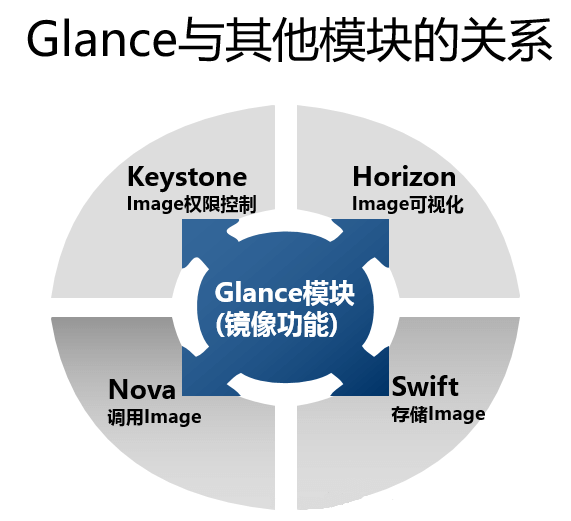 Glance与其他模块的关系
Keystone
Image权限控制
Horizon
Image可视化
Glance模块
(镜像功能)
Nova
调用Image
Swift
存储Image